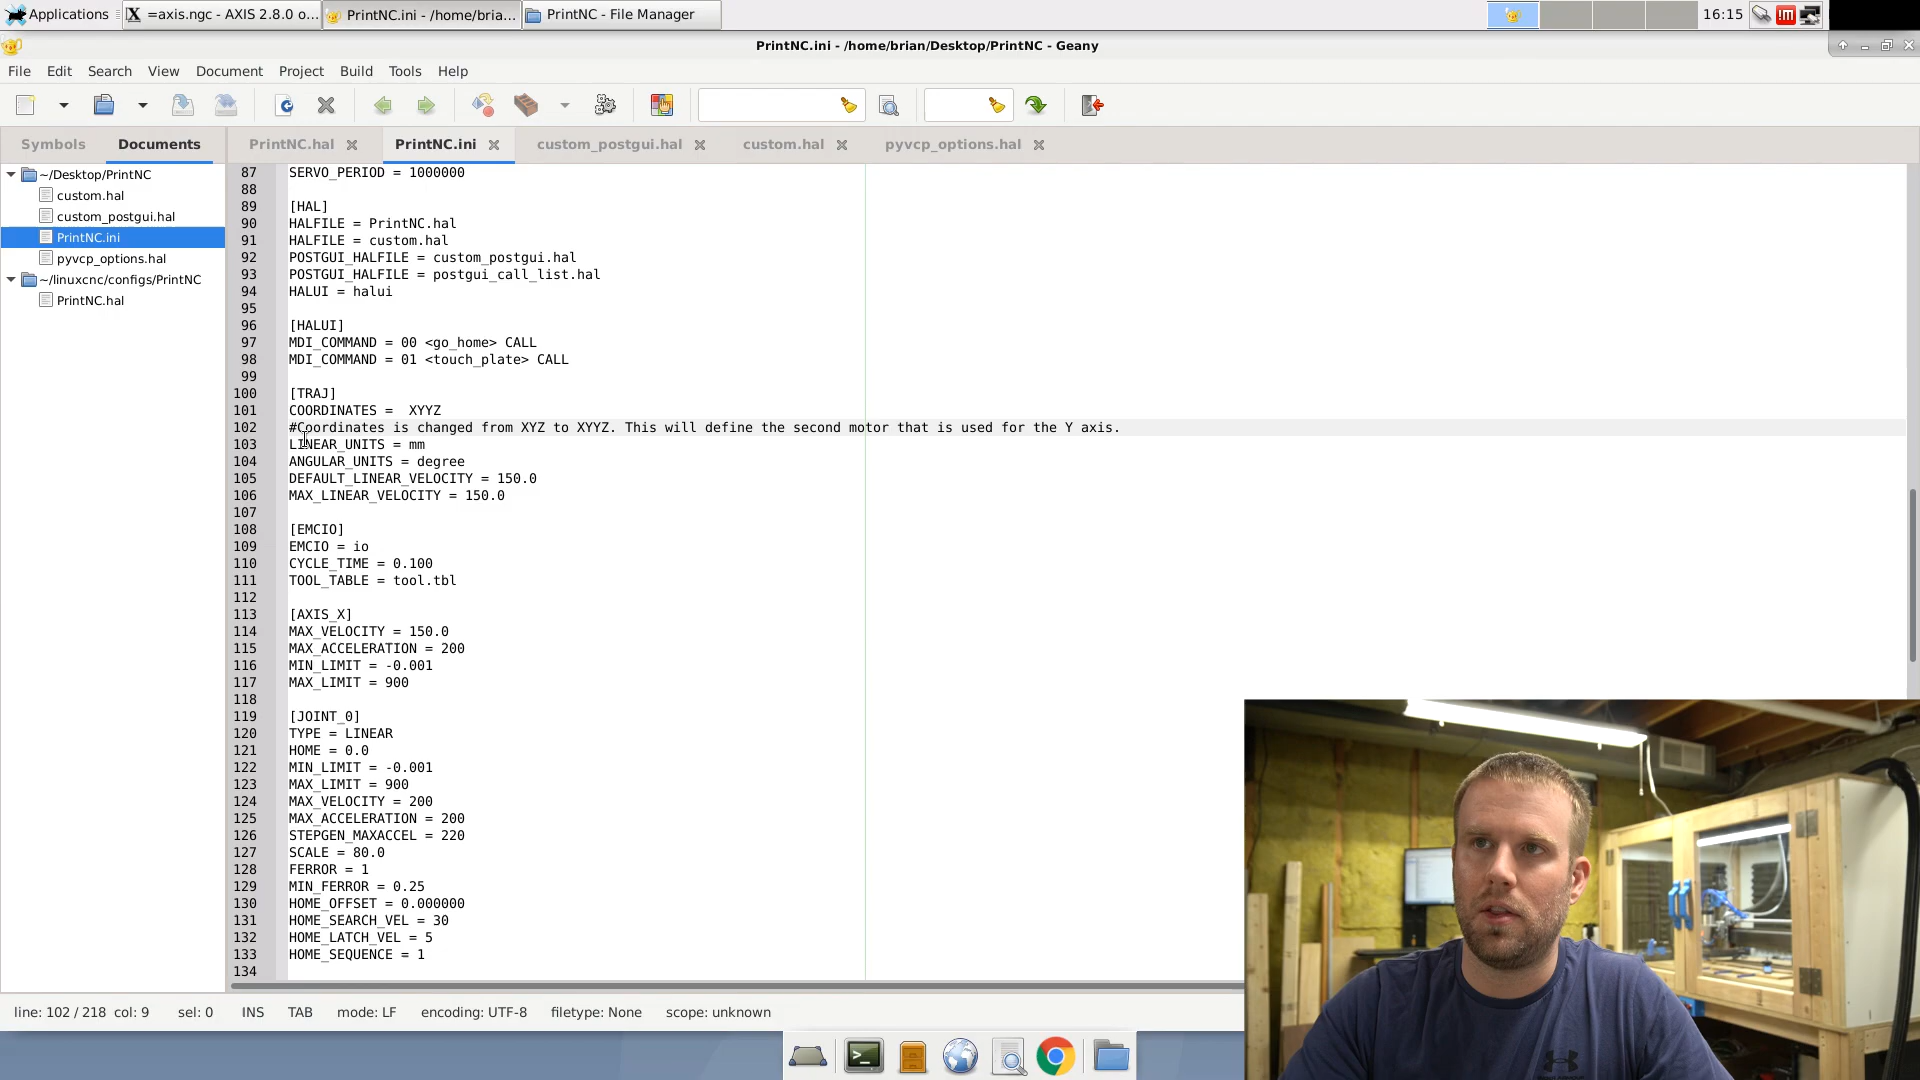 Applications
=axis.ngc - AXIS 2.8.0 o...
PrintNC.ini - /home/bria...
PrintNC - File Manager
16:15
PrintNC.ini - /home/brian/Desktop/PrintNC - Geany
File Edit Search View Document Project Build Tools Help
Symbols Documents
PrintNC.hal PrintNC.ini custom_postgui.hal custom.hal pyvcp_options.hal
~/Desktop/PrintNC
custom.hal
custom_postgui.hal
PrintNC.ini
pyvcp_options.hal
~/linuxcnc/configs/PrintNC
PrintNC.hal
87 SERVO_PERIOD = 1000000
88
89 [HAL]
90 HALFILE = PrintNC.hal
91 HALFILE = custom.hal
92 POSTGUI_HALFILE = custom_postgui.hal
93 POSTGUI_HALFILE = postgui_call_list.hal
94 HALUI = halui
95
96 [HALUI]
97 MDI_COMMAND = 00 <go_home> CALL
98 MDI_COMMAND = 01 <touch_plate> CALL
99
100 [TRAJ]
101 COORDINATES =  XYYZ
102 #Coordinates is changed from XYZ to XYYZ. This will define the second motor that is used for the Y axis.
103 LINEAR_UNITS = mm
104 ANGULAR_UNITS = degree
105 DEFAULT_LINEAR_VELOCITY = 150.0
106 MAX_LINEAR_VELOCITY = 150.0
107
108 [EMCIO]
109 EMCIO = io
110 CYCLE_TIME = 0.100
111 TOOL_TABLE = tool.tbl
112
113 [AXIS_X]
114 MAX_VELOCITY = 150.0
115 MAX_ACCELERATION = 200
116 MIN_LIMIT = -0.001
117 MAX_LIMIT = 900
118
119 [JOINT_0]
120 TYPE = LINEAR
121 HOME = 0.0
122 MIN_LIMIT = -0.001
123 MAX_LIMIT = 900
124 MAX_VELOCITY = 200
125 MAX_ACCELERATION = 200
126 STEPGEN_MAXACCEL = 220
127 SCALE = 80.0
128 FERROR = 1
129 MIN_FERROR = 0.25
130 HOME_OFFSET = 0.000000
131 HOME_SEARCH_VEL = 30
132 HOME_LATCH_VEL = 5
133 HOME_SEQUENCE = 1
134
line: 102 / 218 col: 9 sel: 0 INS TAB mode: LF encoding: UTF-8 filetype: None scope: unknown